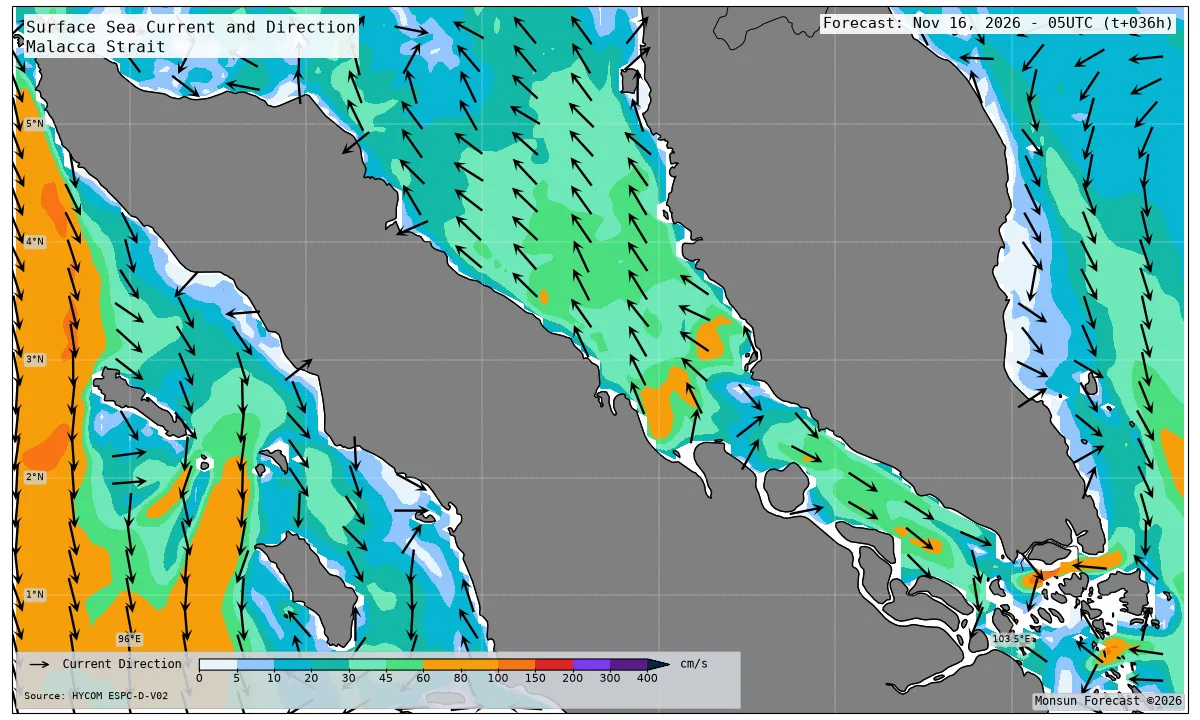 Surface Sea Current and Direction
Malacca Strait
Forecast: Nov 16, 2026 - 05UTC (t+036h)
5°N
4°N
3°N
2°N
1°N
96°E
103.5°E
Current Direction
0 5 10 20 30 45 60 80 100 150 200 300 400
cm/s
Source: HYCOM ESPC-D-V02
Monsun Forecast ©2026